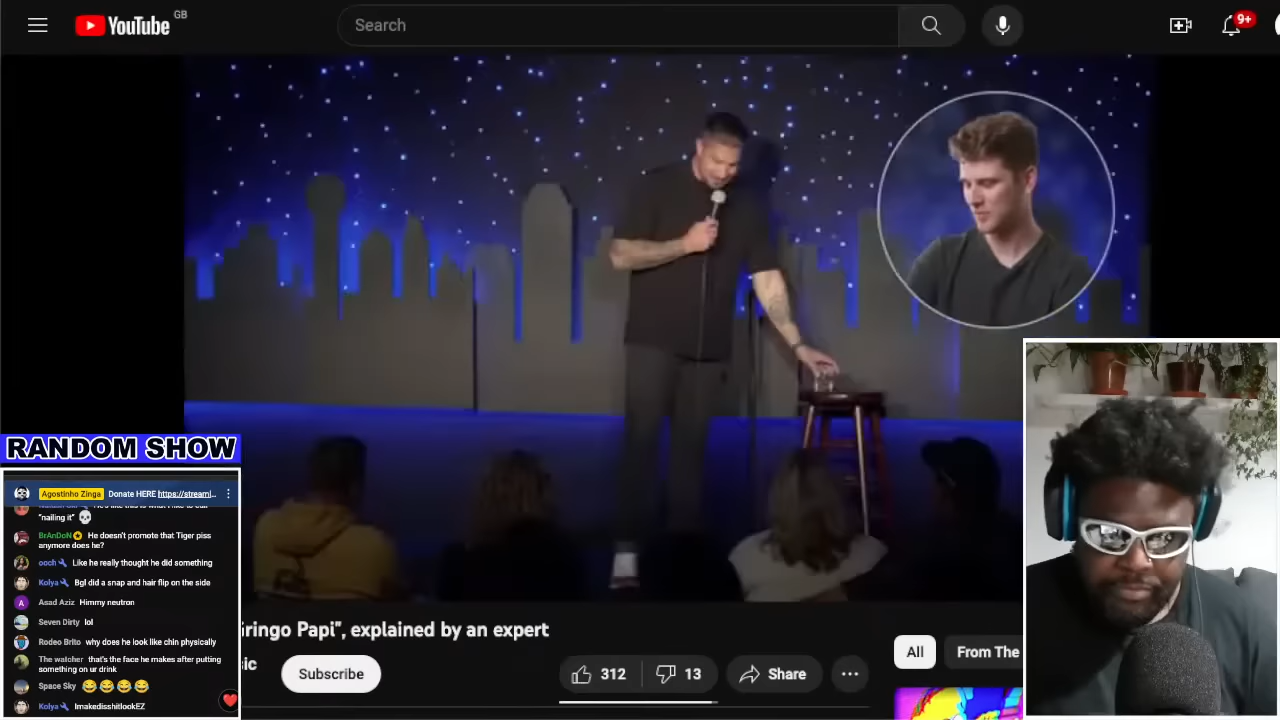 YouTube GB
Search
9+
Gringo Papi", explained by an expert
sic
Subscribe
312
13
Share
All
From The
RANDOM SHOW
Agostinho Zinga Donate HERE https://streaml...
"nailing it" 💀
BrAnDoN He doesn't promote that Tiger piss
anymore does he?
ooch Like he really thought he did something
Kolya Bgl did a snap and hair flip on the side
Asad Aziz Himmy neutron
A
Seven Dirty lol
Rodeo Brito why does he look like chin physically
The watcher that's the face he makes after putting
something on ur drink
Space Sky 😂😂😂😂
Kolya ImakedisshitlookEZ